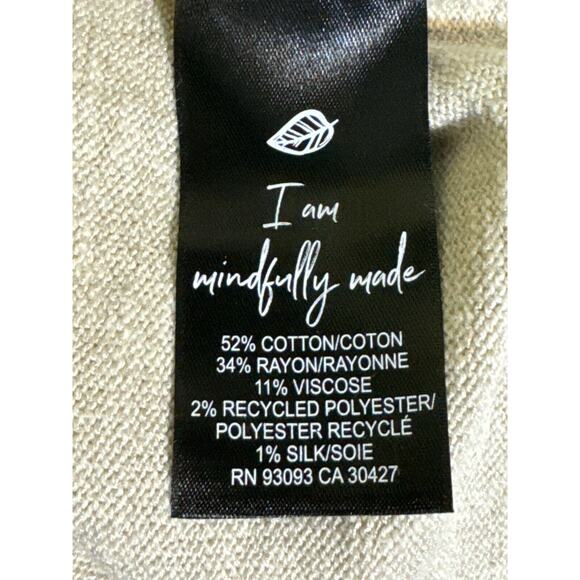 I am
mindfully made
52% COTTON/COTON
34% RAYON/RAYONNE
11% VISCOSE
2% RECYCLED POLYESTER/
POLYESTER RECYCLÉ
1% SILK/SOIE
RN 93093 CA 30427